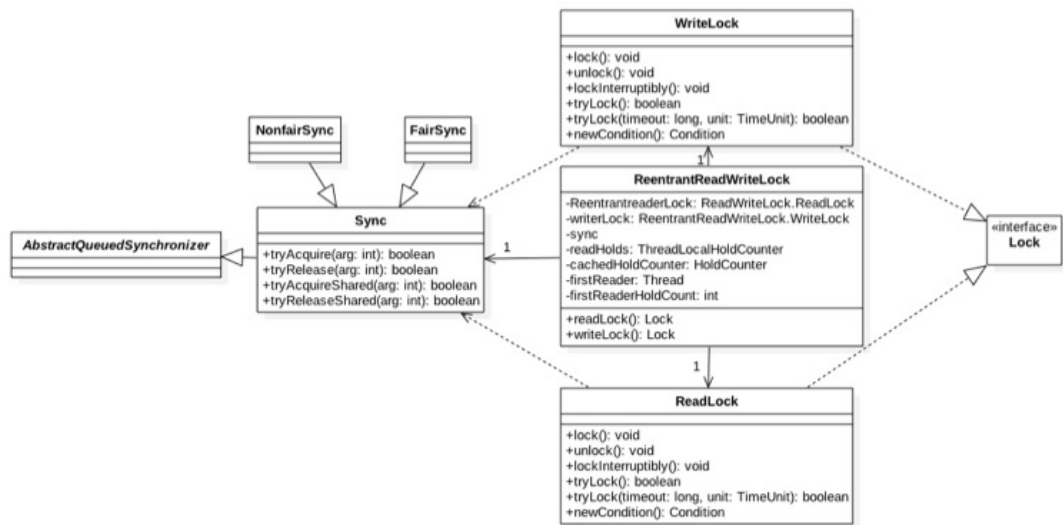 WriteLock
+lock(): void
+unlock(): void
+lockInterruptibly(): void
+tryLock(): boolean
+tryLock(timeout: long, unit: TimeUnit): boolean
+newCondition(): Condition
NonfairSync
FairSync
1
ReentrantReadWriteLock
-ReentrantreaderLock: ReadWriteLock.ReadLock
-writerLock: ReentrantReadWriteLock.WriteLock
-sync
-readHolds: ThreadLocalHoldCounter
-cachedHoldCounter: HoldCounter
-firstReader: Thread
-firstReaderHoldCount: int
+readLock(): Lock
+writeLock(): Lock
Sync
+tryAcquire(arg: int): boolean
+tryRelease(arg: int): boolean
+tryAcquireShared(arg: int): boolean
+tryReleaseShared(arg: int): boolean
AbstractQueuedSynchronizer
1
«interface»
Lock
1
ReadLock
+lock(): void
+unlock(): void
+lockInterruptibly(): void
+tryLock(): boolean
+tryLock(timeout: long, unit: TimeUnit): boolean
+newCondition(): Condition